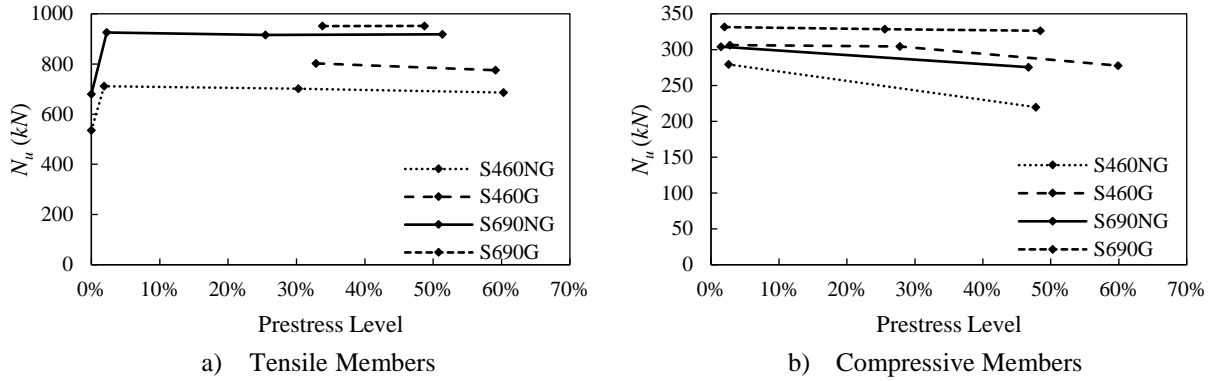 1000
800
600
400
200
0
N_u (kN)
0% 10% 20% 30% 40% 50% 60% 70%
Prestress Level
S460NG
S460G
S690NG
S690G
a) Tensile Members
350
300
250
200
150
100
50
0
N_u (kN)
0% 10% 20% 30% 40% 50% 60% 70%
Prestress Level
S460NG
S460G
S690NG
S690G
b) Compressive Members